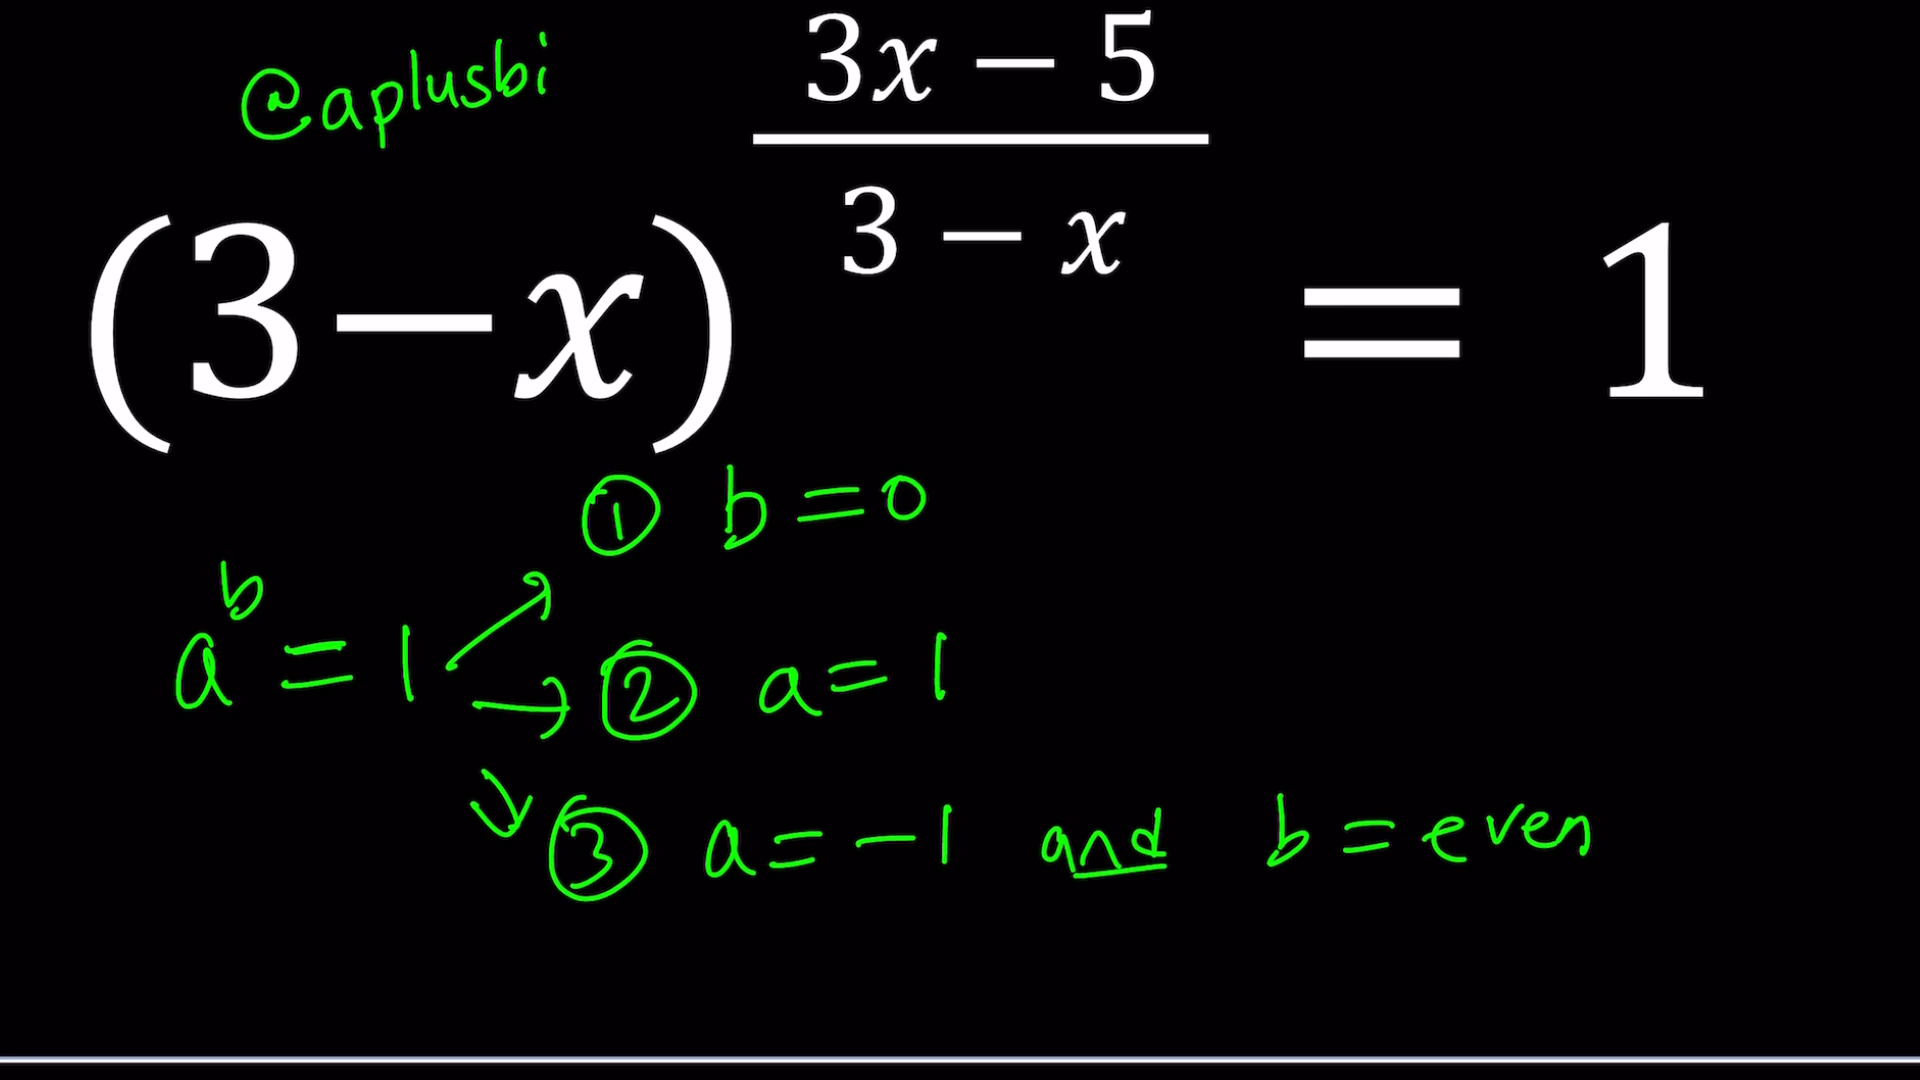 @aplusbi
(3−x)^((3x − 5)/(3 − x)) = 1
① b = 0
a^b = 1
② a = 1
③ a = −1 and b = even